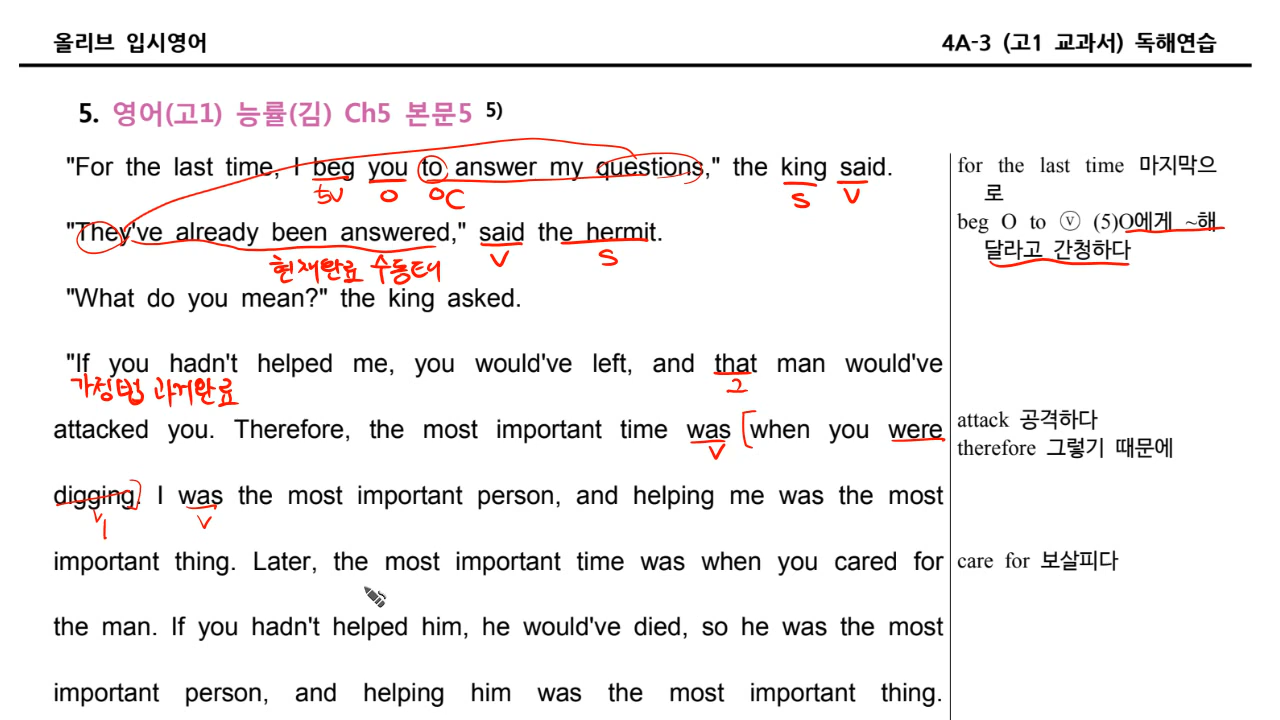 올리브 입시영어
4A-3 (고1 교과서) 독해연습
5. 영어(고1) 능률(김) Ch5 본문5 5)
"For the last time, I beg you to answer my questions," the king said.
5V O OC S V
"They've already been answered," said the hermit.
현재완료 수동태 V S
"What do you mean?" the king asked.
"If you hadn't helped me, you would've left, and that man would've
가정법 과거완료 그
attacked you. Therefore, the most important time was [when you were
V
digging.] I was the most important person, and helping me was the most
V1 V
important thing. Later, the most important time was when you cared for
the man. If you hadn't helped him, he would've died, so he was the most
important person, and helping him was the most important thing.
for the last time 마지막으
로
beg O to ⓥ (5)O에게 ~해
달라고 간청하다
attack 공격하다
therefore 그렇기 때문에
care for 보살피다